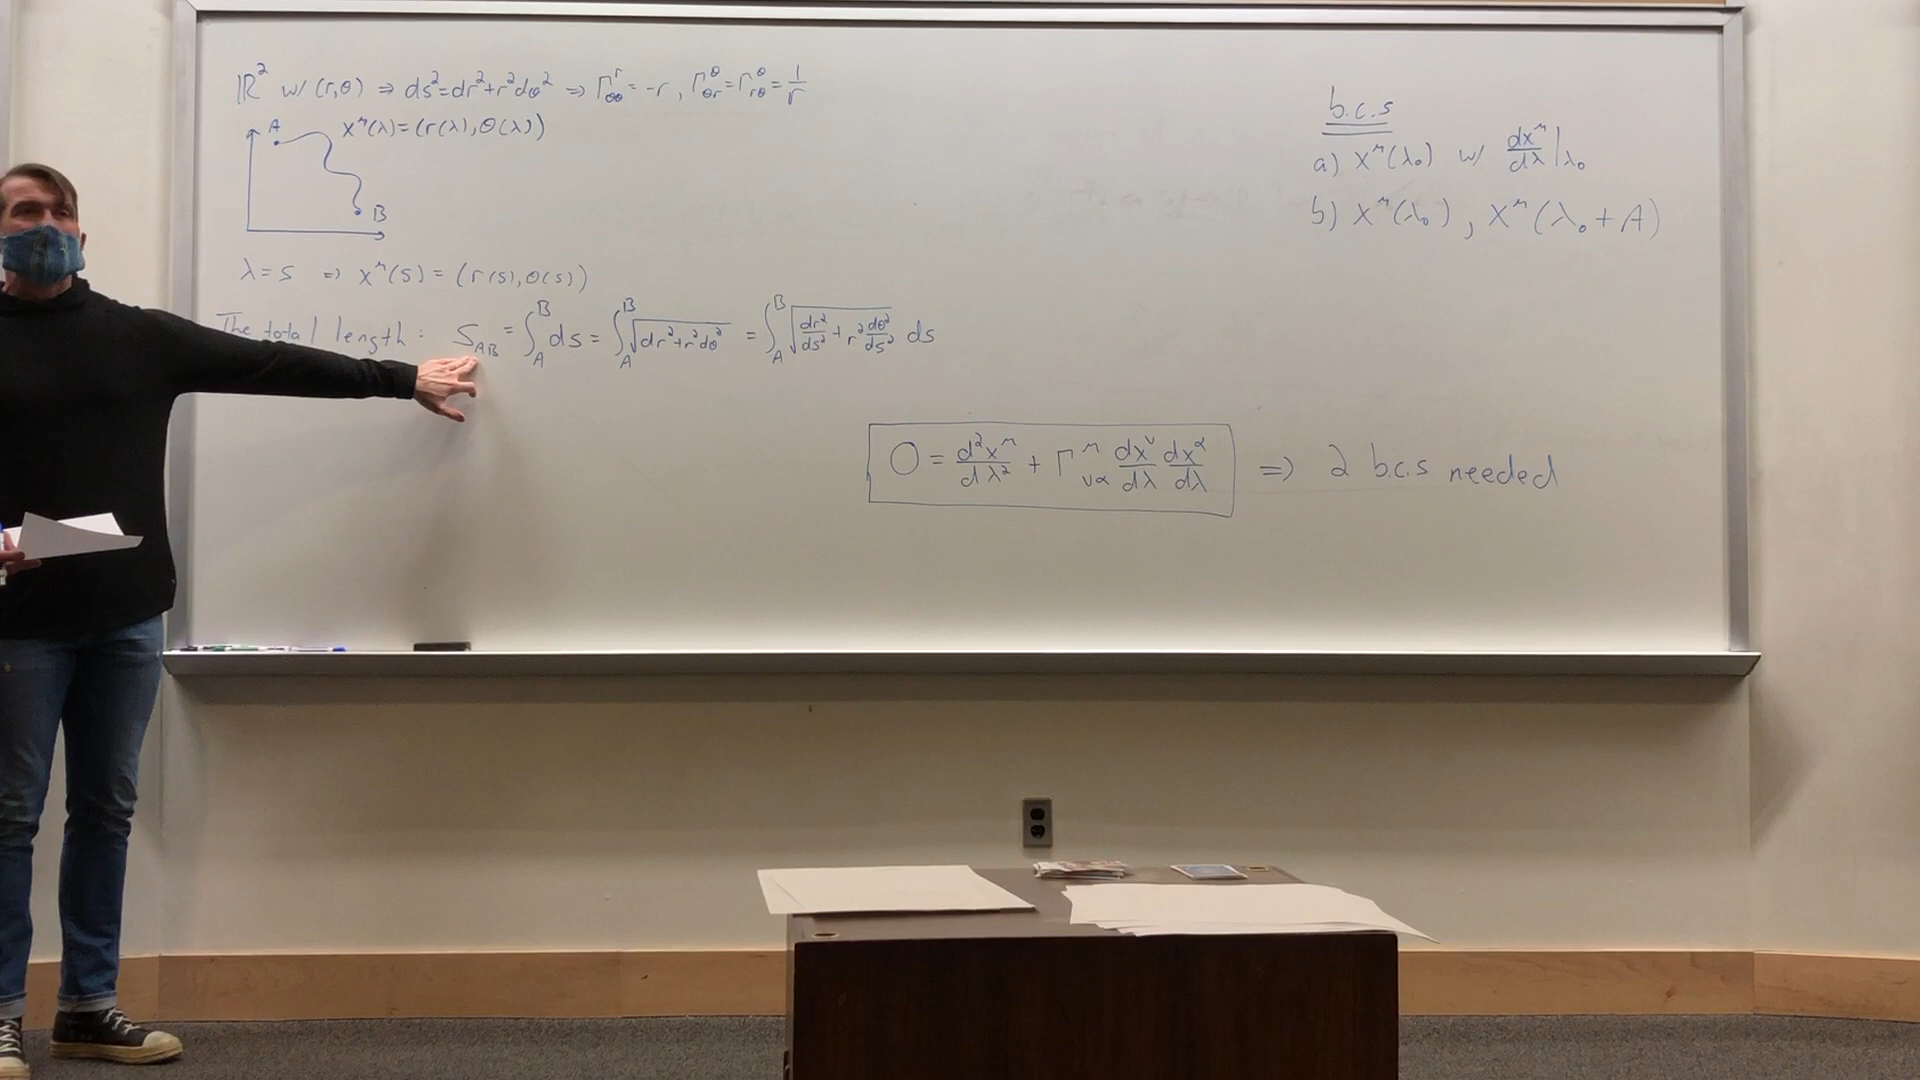 ℝ² w/ (r,θ) ⇒ ds²=dr²+r²dθ² ⇒ Γ^r_θθ = -r, Γ^θ_θr = Γ^θ_rθ = 1/r
A x^μ(λ)=(r(λ),θ(λ))
B
λ=s ⇒ x^μ(s) = (r(s),θ(s))
The total length: S_AB = ∫_A^B ds = ∫_A^B √(dr²+r²dθ²) = ∫_A^B √(dr²/ds² + r² dθ²/ds²) ds
0 = d²x^μ/dλ² + Γ^μ_να dx^ν/dλ dx^α/dλ ⇒ 2 b.c.s needed
b.c.s
a) x^μ(λ₀) w/ dx^μ/dλ|λ₀
b) x^μ(λ₀), x^μ(λ₀+A)